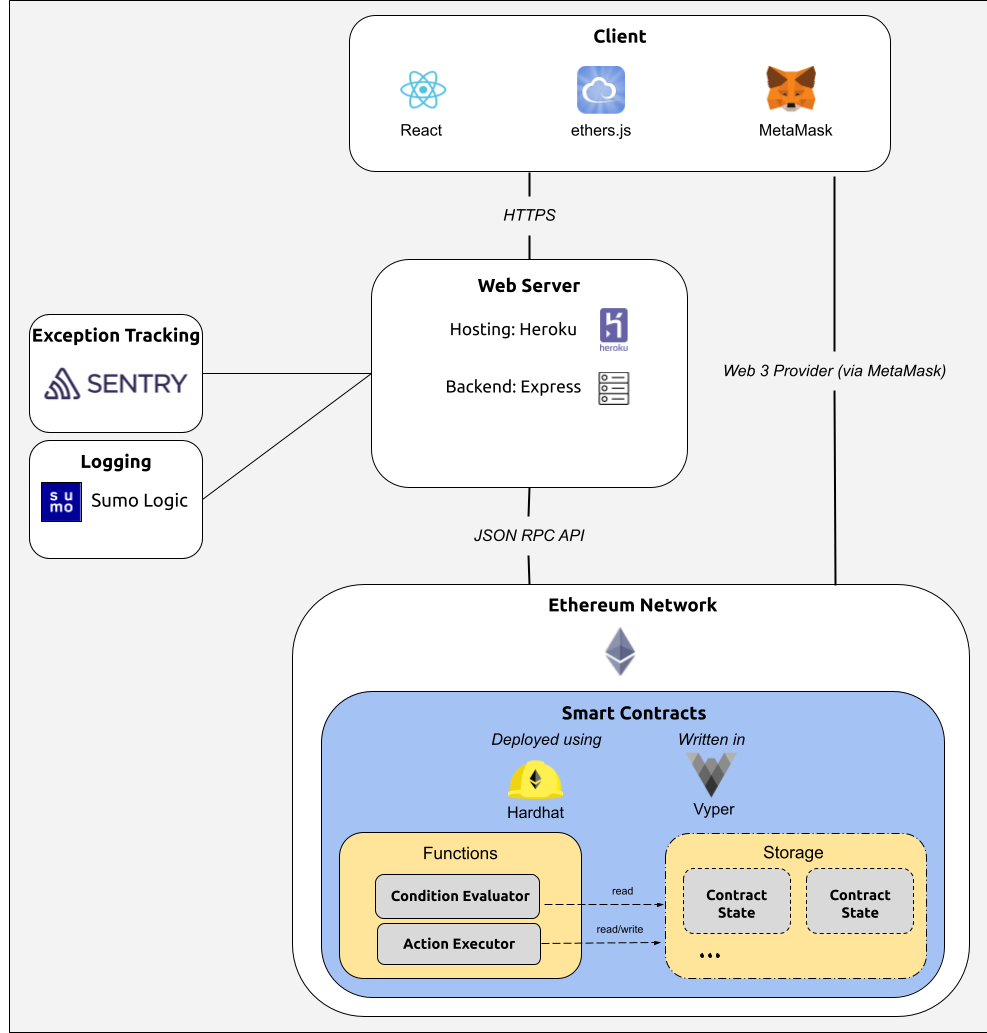 Client
React
ethers.js
MetaMask
HTTPS
Web Server
Hosting: Heroku
heroku
Backend: Express
Exception Tracking
SENTRY
Logging
su
mo
Sumo Logic
Web 3 Provider (via MetaMask)
JSON RPC API
Ethereum Network
Smart Contracts
Deployed using
Written in
Hardhat
Vyper
Functions
Condition Evaluator
Action Executor
read
read/write
Storage
Contract
State
Contract
State
...